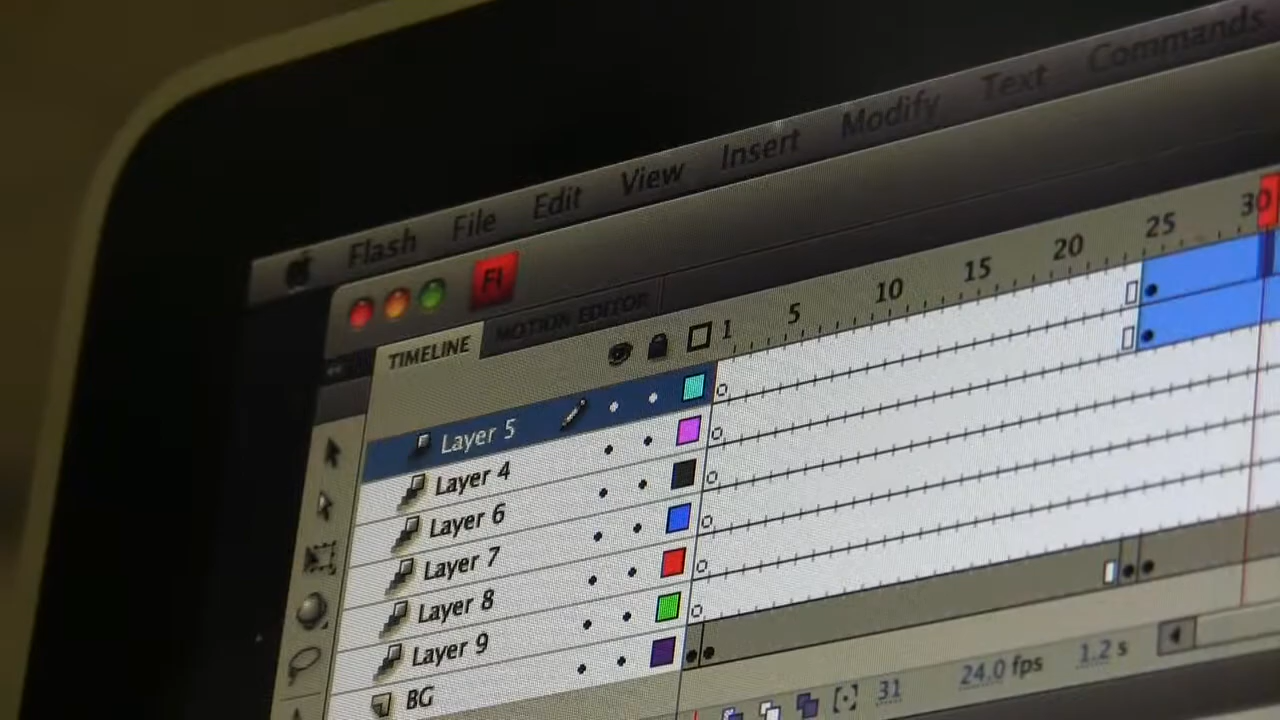 Flash File Edit View Insert Modify Text Commands
Fl
TIMELINE MOTION EDITOR
1 5 10 15 20 25 30
Layer 5
Layer 4
Layer 6
Layer 7
Layer 8
Layer 9
BG
31 24.0 fps 1.2 s